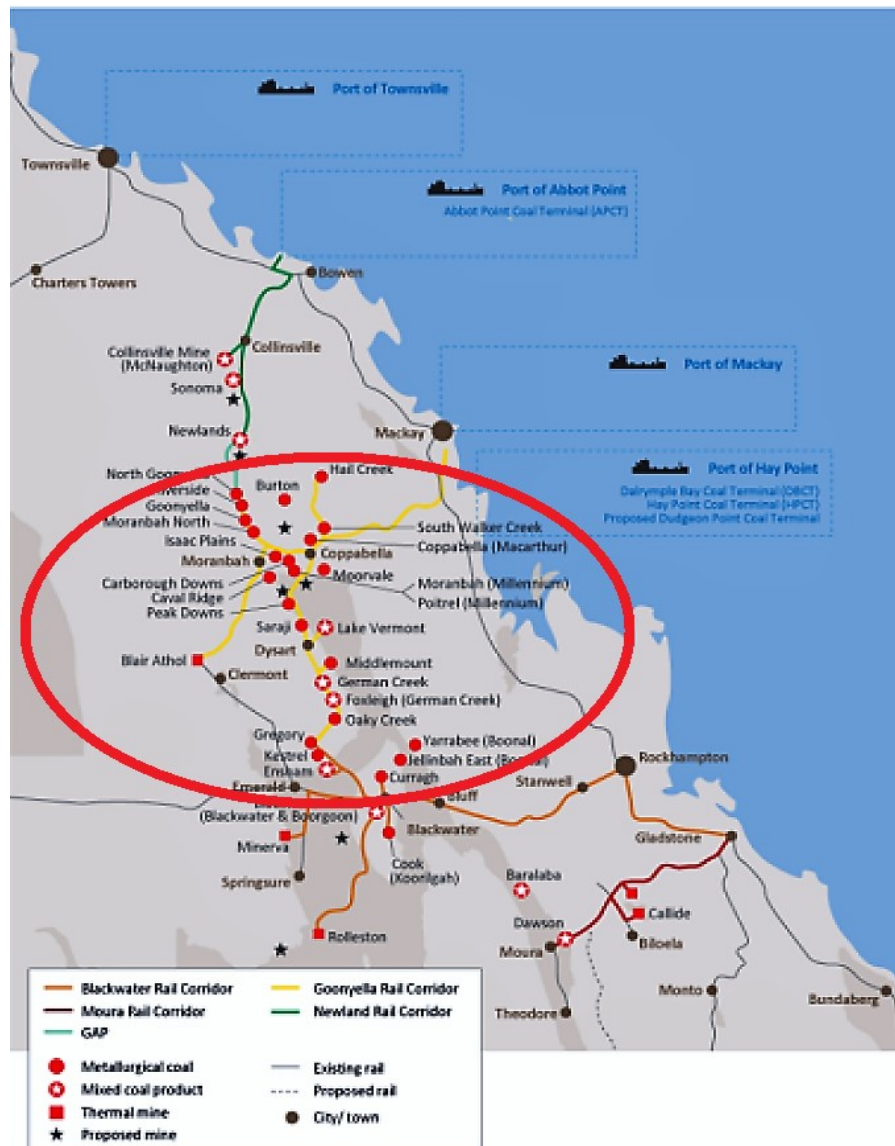 Port of Townsville
Townsville
Port of Abbot Point
Abbot Point Coal Terminal (APCT)
Charters Towers
Bowen
Collinsville
Collinsville Mine
(McNaughton)
Sonoma
Port of Mackay
Newlands
Mackay
Port of Hay Point
Dalrymple Bay Coal Terminal (DBCT)
Hay Point Coal Terminal (HPCT)
Proposed Dudgeon Point Coal Terminal
Hail Creek
North
Burton
Goonyella
Moranbah North
South Walker Creek
Isaac Plains
Coppabella (Macarthur)
Moranbah
Coppabella
Carborough Downs
Moorvale
Moranbah (Millennium)
Caval Ridge
Poitrel (Millennium)
Peak Downs
Saraji
Lake Vermont
Dysart
Blair Athol
Middlemount
Clermont
German Creek
Foxleigh (German Creek)
Oaky Creek
Gregory
Yarrabee (Boonal)
Kestrel
Jellinbah East (Boonal)
Rockhampton
Ensham
Curragh
Stanwell
Emerald
Bluff
(Blackwater & Boorgoon)
Blackwater
Gladstone
Minerva
Cook
(Koorilgah)
Springsure
Baralaba
Callide
Dawson
Rolleston
Moura
Biloela
Monto
Bundaberg
Theodore
Blackwater Rail Corridor
Goonyella Rail Corridor
Moura Rail Corridor
Newland Rail Corridor
GAP
Metallurgical coal
Existing rail
Mixed coal product
Proposed rail
Thermal mine
City/ town
Proposed mine